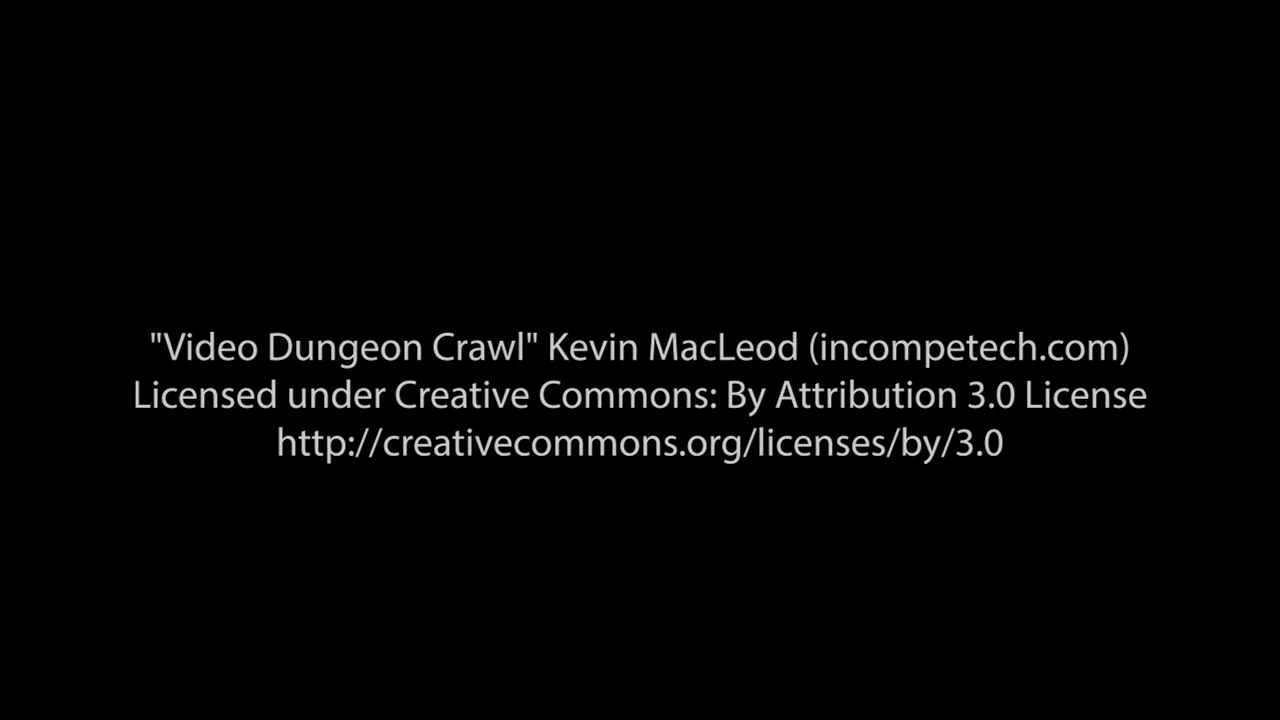 "Video Dungeon Crawl" Kevin MacLeod (incompetech.com)
Licensed under Creative Commons: By Attribution 3.0 License
http://creativecommons.org/licenses/by/3.0